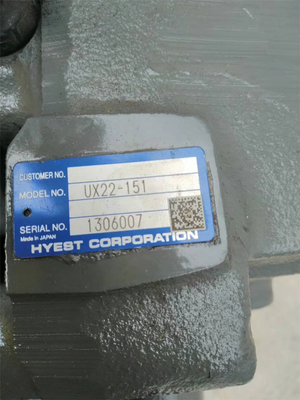 CUSTOMER NO.
MODEL NO. UX22-151
SERIAL NO. 1306007
Made in JAPAN
HYEST CORPORATION